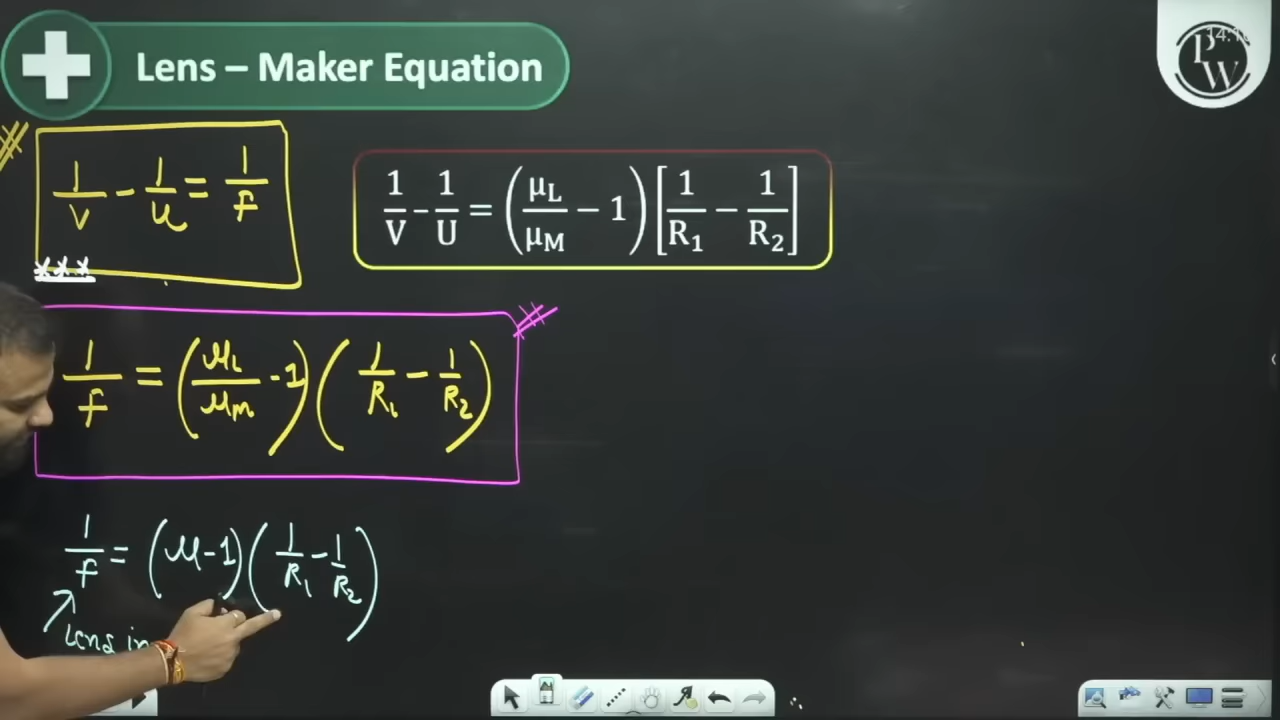 Lens – Maker Equation
PW
1/V - 1/u = 1/f
1/V - 1/U = (μL/μM − 1) [1/R1 − 1/R2]
***
1/f = (μL/μm - 1) (1/R1 - 1/R2)
1/f = (μ - 1) (1/R1 - 1/R2)
Lens in